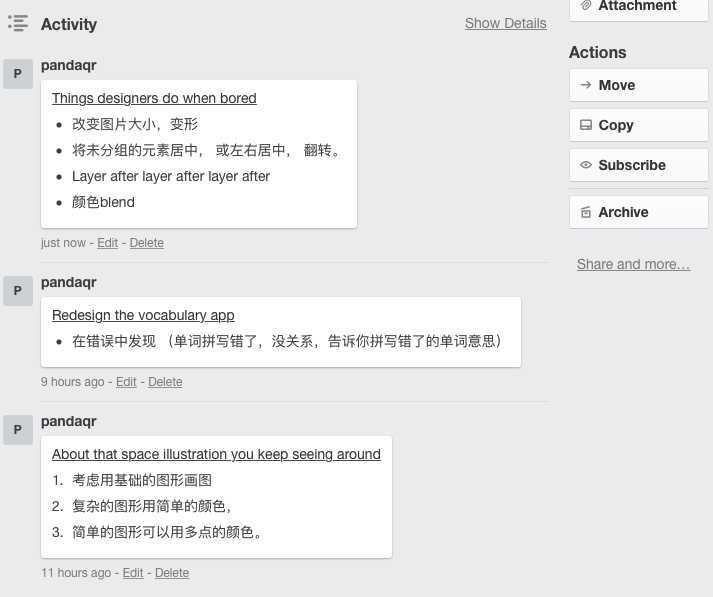 Activity
Show Details
P
pandaqr
Things designers do when bored
• 改变图片大小，变形
• 将未分组的元素居中， 或左右居中， 翻转。
• Layer after layer after layer after
• 颜色blend
just now - Edit - Delete
P
pandaqr
Redesign the vocabulary app
• 在错误中发现 （单词拼写错了，没关系，告诉你拼写错了的单词意思）
9 hours ago - Edit - Delete
P
pandaqr
About that space illustration you keep seeing around
1. 考虑用基础的图形画图
2. 复杂的图形用简单的颜色，
3. 简单的图形可以用多点的颜色。
11 hours ago - Edit - Delete
Attachment
Actions
Move
Copy
Subscribe
Archive
Share and more…